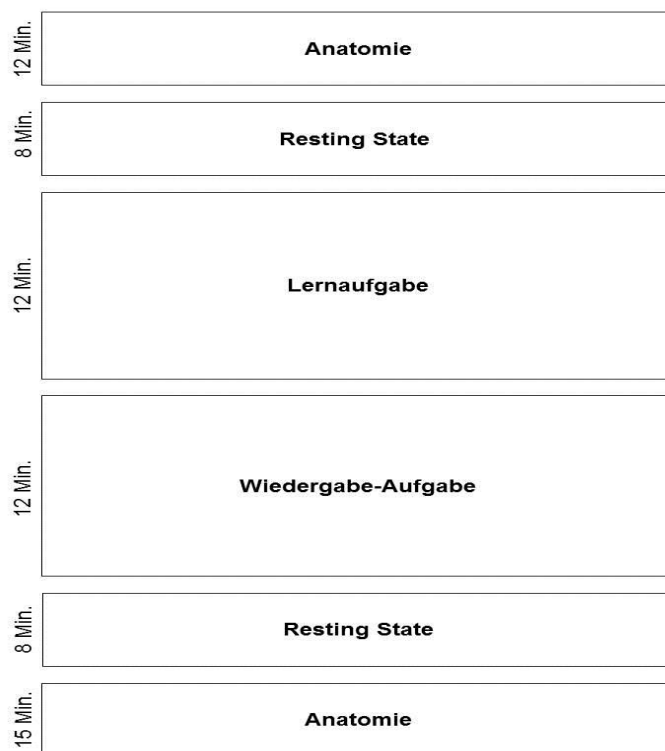 12 Min.
Anatomie
8 Min.
Resting State
12 Min.
Lernaufgabe
12 Min.
Wiedergabe-Aufgabe
8 Min.
Resting State
15 Min.
Anatomie